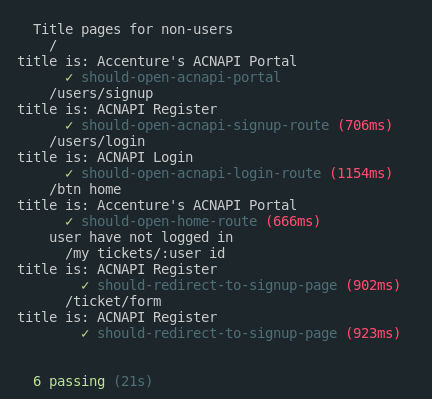 Title pages for non-users
/
title is: Accenture's ACNAPI Portal
✓ should-open-acnapi-portal
/users/signup
title is: ACNAPI Register
✓ should-open-acnapi-signup-route (706ms)
/users/login
title is: ACNAPI Login
✓ should-open-acnapi-login-route (1154ms)
/btn home
title is: Accenture's ACNAPI Portal
✓ should-open-home-route (666ms)
user have not logged in
/my tickets/:user id
title is: ACNAPI Register
✓ should-redirect-to-signup-page (902ms)
/ticket/form
title is: ACNAPI Register
✓ should-redirect-to-signup-page (923ms)
6 passing (21s)